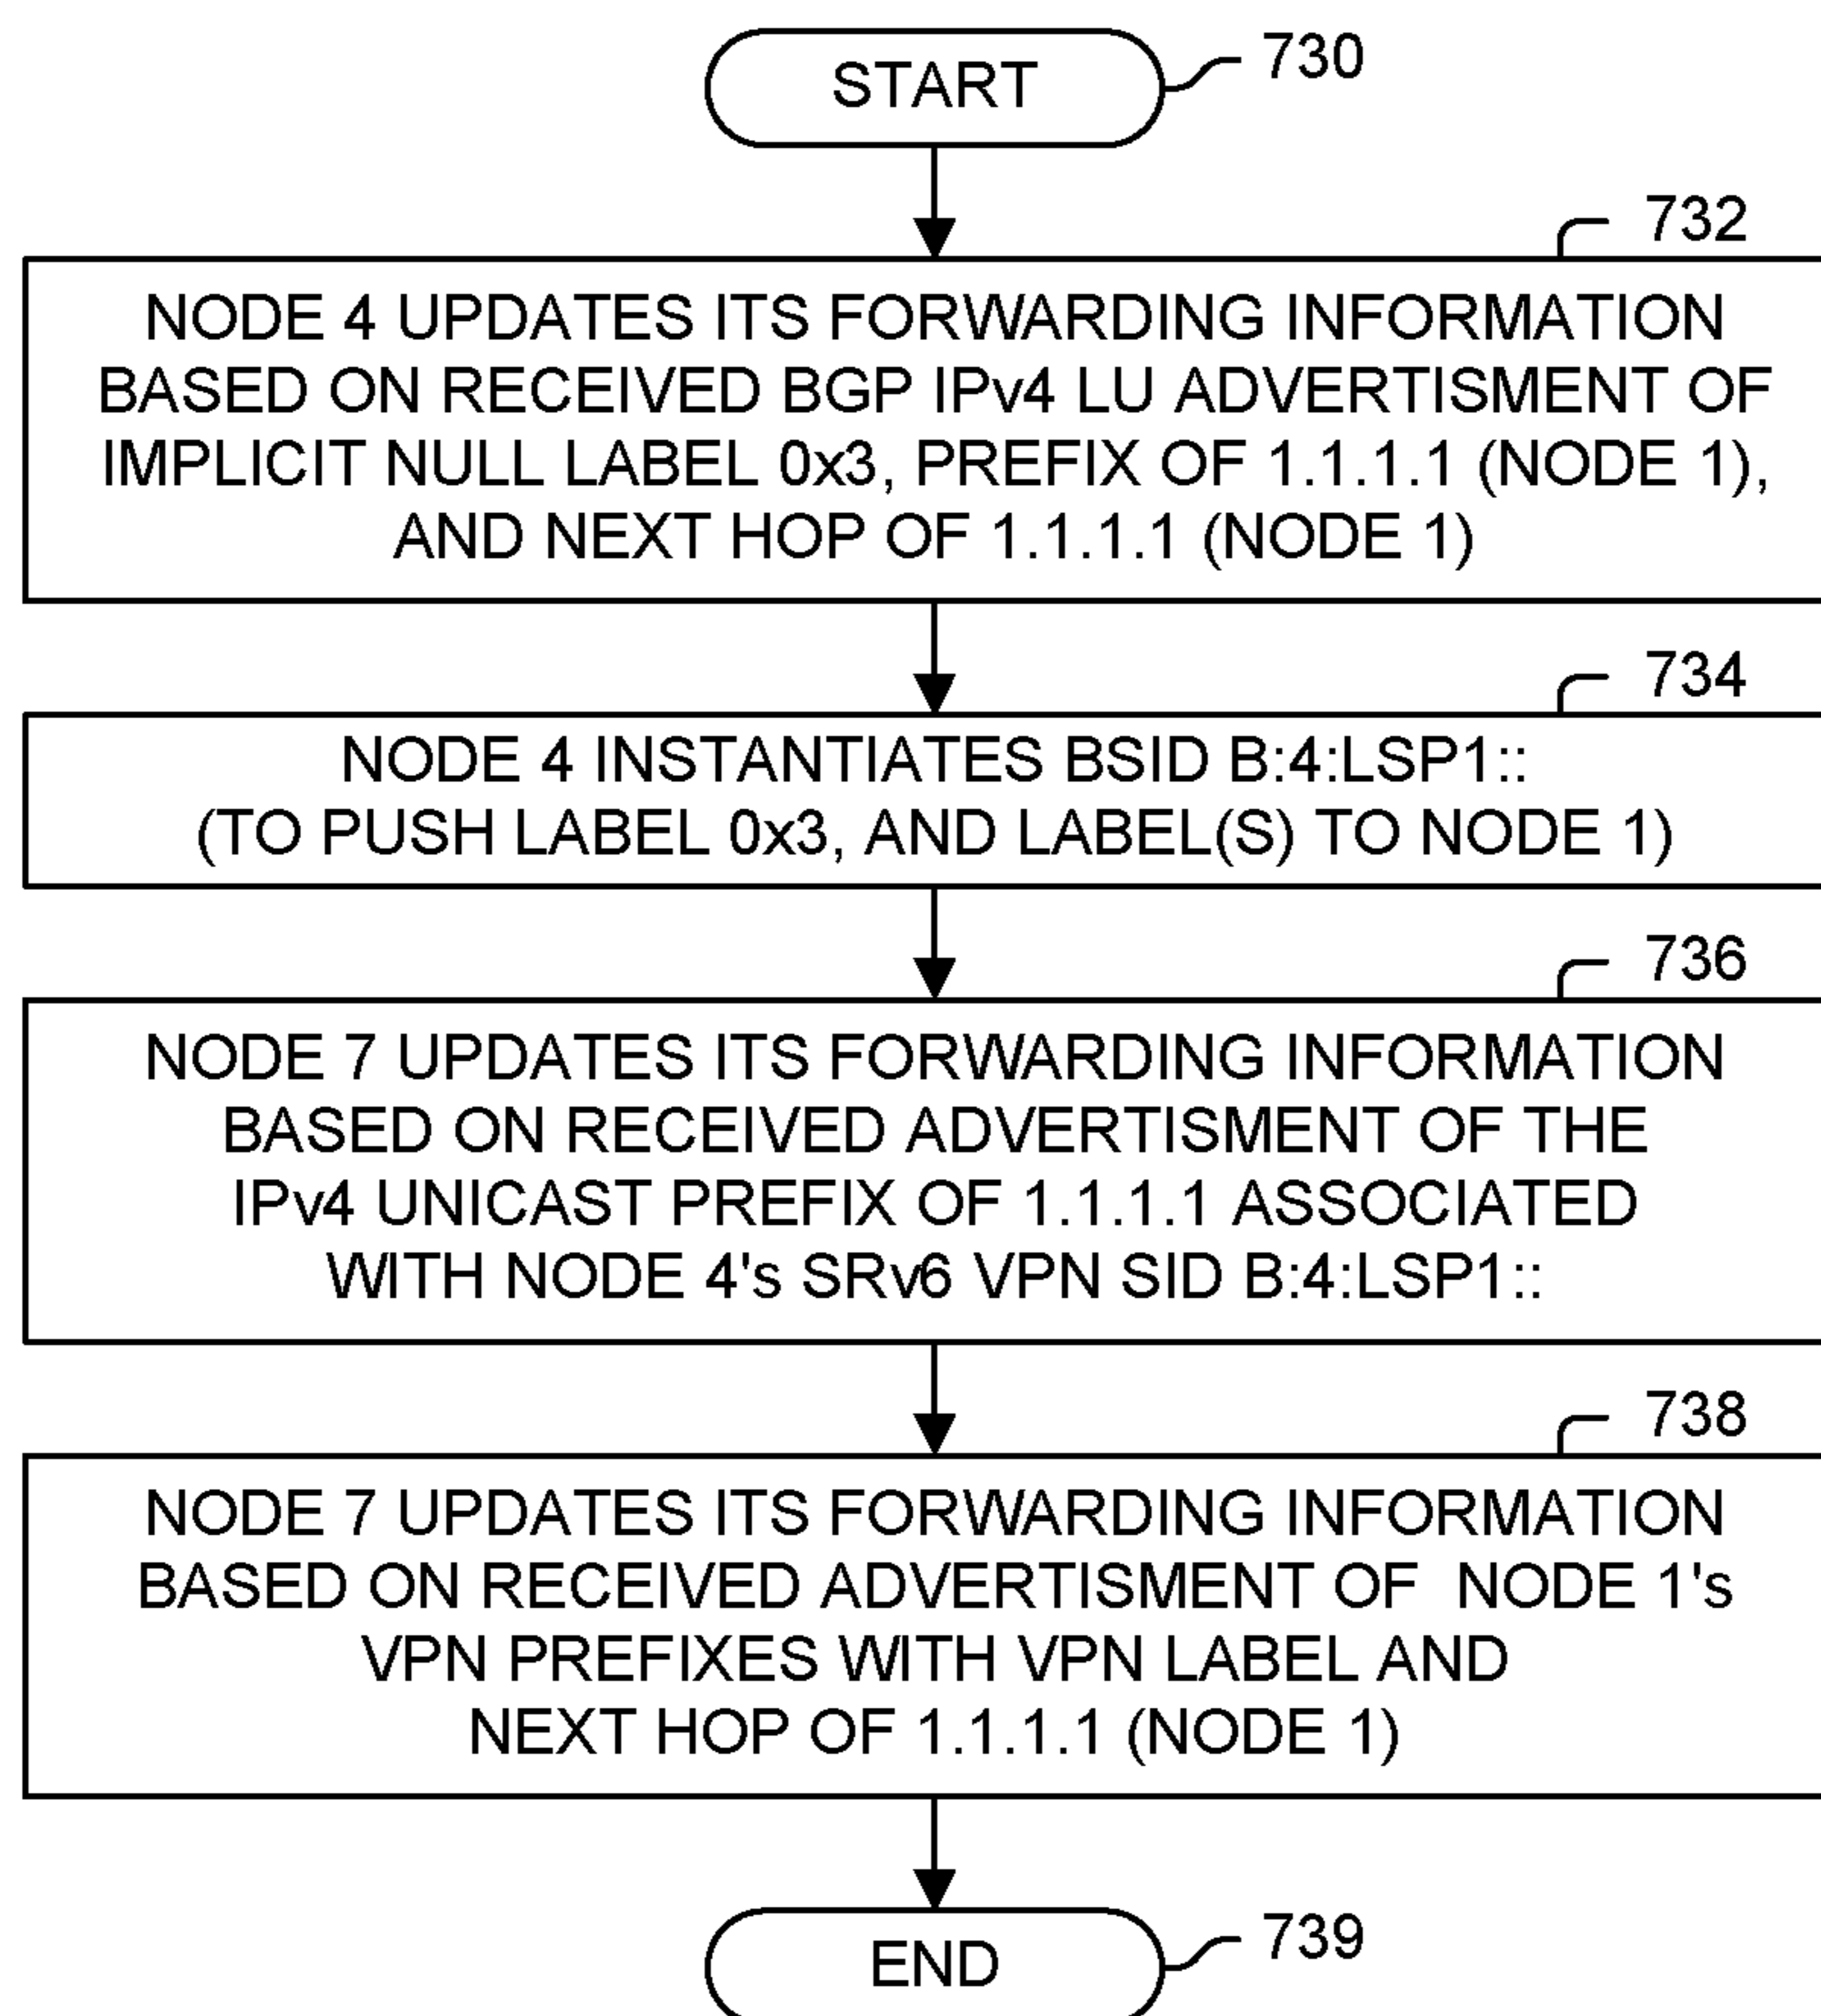 START
730
732
NODE 4 UPDATES ITS FORWARDING INFORMATION
BASED ON RECEIVED BGP IPv4 LU ADVERTISMENT OF
IMPLICIT NULL LABEL 0x3, PREFIX OF 1.1.1.1 (NODE 1),
AND NEXT HOP OF 1.1.1.1 (NODE 1)
734
NODE 4 INSTANTIATES BSID B:4:LSP1::
(TO PUSH LABEL 0x3, AND LABEL(S) TO NODE 1)
736
NODE 7 UPDATES ITS FORWARDING INFORMATION
BASED ON RECEIVED ADVERTISMENT OF THE
IPv4 UNICAST PREFIX OF 1.1.1.1 ASSOCIATED
WITH NODE 4's SRv6 VPN SID B:4:LSP1::
738
NODE 7 UPDATES ITS FORWARDING INFORMATION
BASED ON RECEIVED ADVERTISMENT OF NODE 1's
VPN PREFIXES WITH VPN LABEL AND
NEXT HOP OF 1.1.1.1 (NODE 1)
END
739